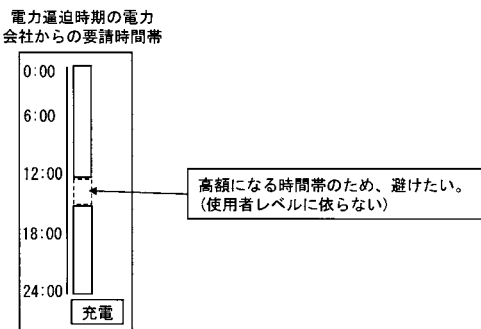 電力逼迫時期の電力
会社からの要請時間帯
0:00
6:00
12:00
高額になる時間帯のため、避けたい。
(使用者レベルに依らない)
18:00
24:00
充電